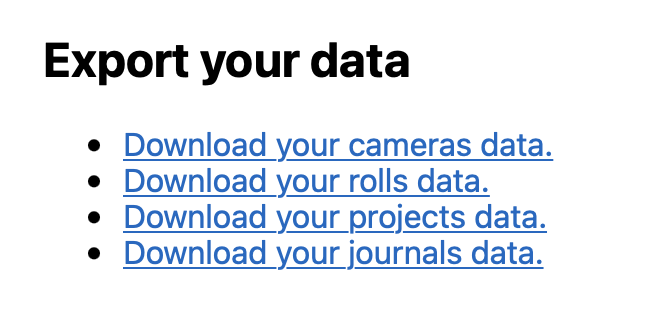 Export your data
Download your cameras data.
Download your rolls data.
Download your projects data.
Download your journals data.